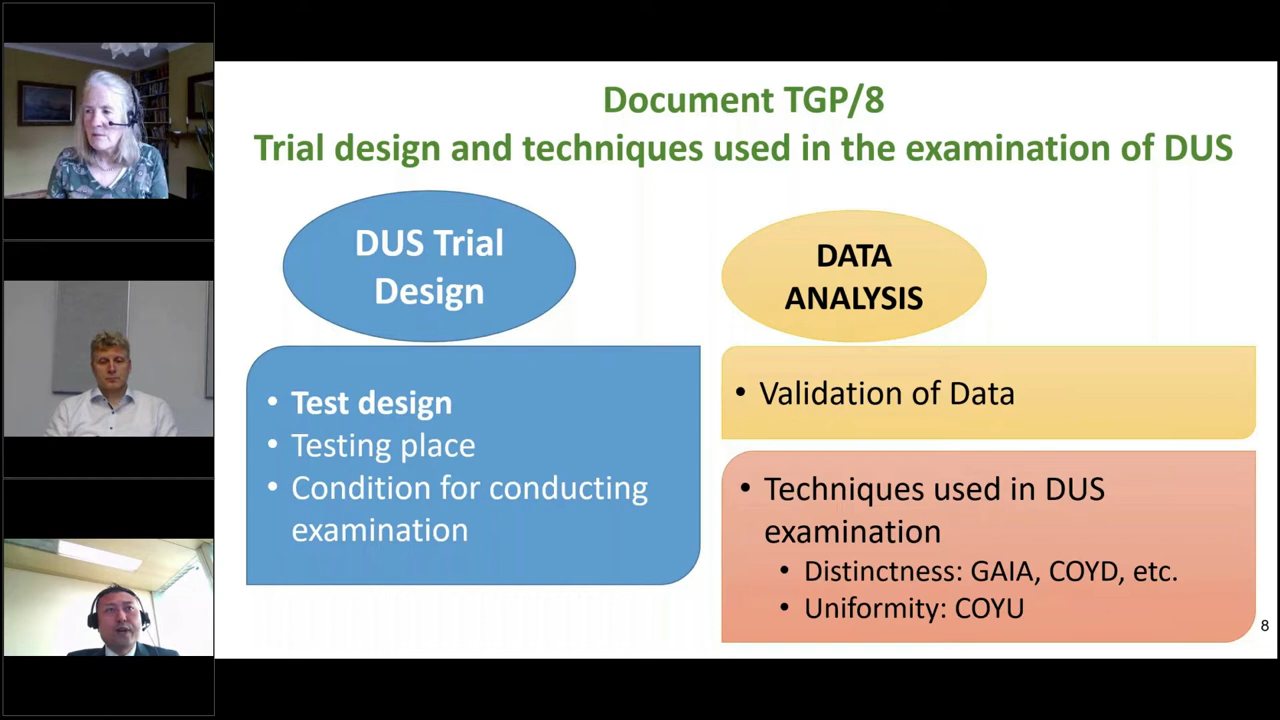 Document TGP/8
Trial design and techniques used in the examination of DUS
DUS Trial
Design
• Test design
• Testing place
• Condition for conducting
examination
DATA
ANALYSIS
• Validation of Data
• Techniques used in DUS
examination
• Distinctness: GAIA, COYD, etc.
• Uniformity: COYU
8